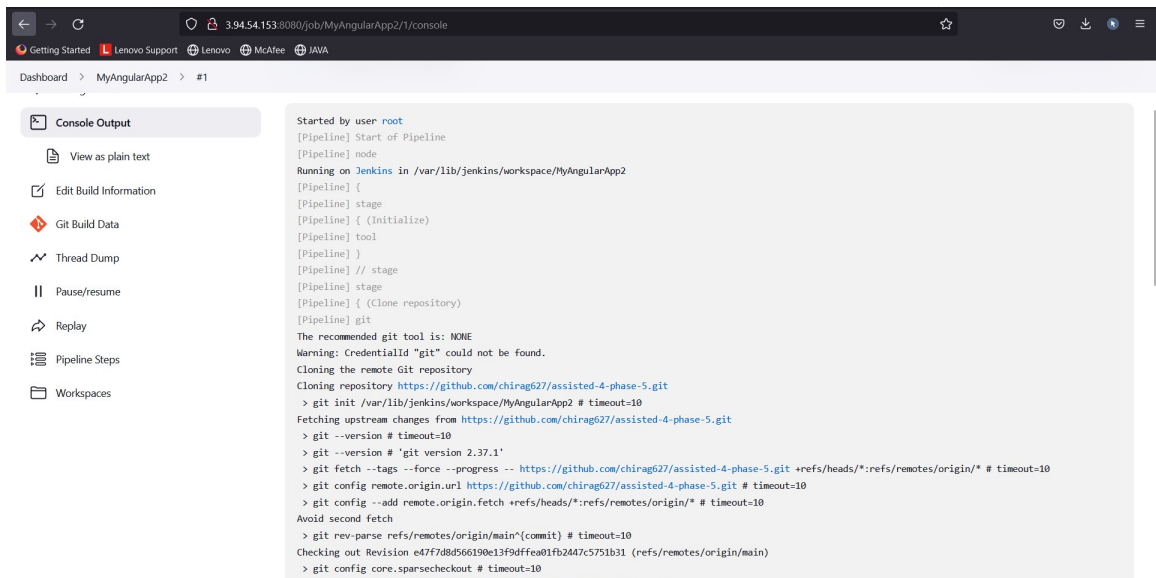 3.94.54.153:8080/job/MyAngularApp2/1/console
Getting Started L Lenovo Support Lenovo McAfee JAVA
Dashboard > MyAngularApp2 > #1
Console Output
View as plain text
Edit Build Information
Git Build Data
Thread Dump
Pause/resume
Replay
Pipeline Steps
Workspaces
Started by user root
[Pipeline] Start of Pipeline
[Pipeline] node
Running on Jenkins in /var/lib/jenkins/workspace/MyAngularApp2
[Pipeline] {
[Pipeline] stage
[Pipeline] { (Initialize)
[Pipeline] tool
[Pipeline] }
[Pipeline] // stage
[Pipeline] stage
[Pipeline] { (Clone repository)
[Pipeline] git
The recommended git tool is: NONE
Warning: CredentialId "git" could not be found.
Cloning the remote Git repository
Cloning repository https://github.com/chirag627/assisted-4-phase-5.git
> git init /var/lib/jenkins/workspace/MyAngularApp2 # timeout=10
Fetching upstream changes from https://github.com/chirag627/assisted-4-phase-5.git
> git --version # timeout=10
> git --version # 'git version 2.37.1'
> git fetch --tags --force --progress -- https://github.com/chirag627/assisted-4-phase-5.git +refs/heads/*:refs/remotes/origin/* # timeout=10
> git config remote.origin.url https://github.com/chirag627/assisted-4-phase-5.git # timeout=10
> git config --add remote.origin.fetch +refs/heads/*:refs/remotes/origin/* # timeout=10
Avoid second fetch
> git rev-parse refs/remotes/origin/main^{commit} # timeout=10
Checking out Revision e47f7d8d566190e13f9dffea01fb2447c5751b31 (refs/remotes/origin/main)
> git config core.sparsecheckout # timeout=10